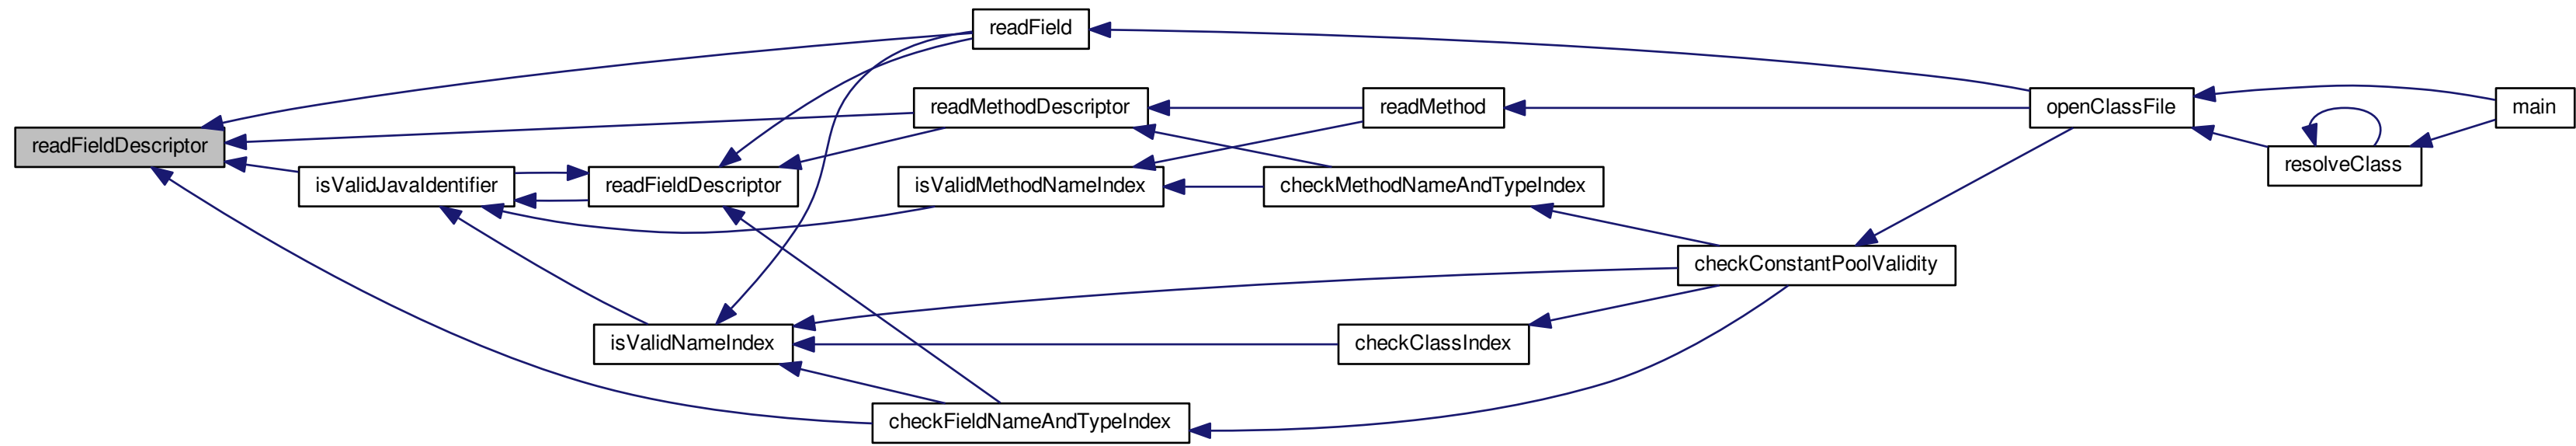 readField
readMethodDescriptor
readMethod
openClassFile
main
readFieldDescriptor
isValidJavaIdentifier
readFieldDescriptor
isValidMethodNameIndex
checkMethodNameAndTypeIndex
resolveClass
checkConstantPoolValidity
isValidNameIndex
checkClassIndex
checkFieldNameAndTypeIndex